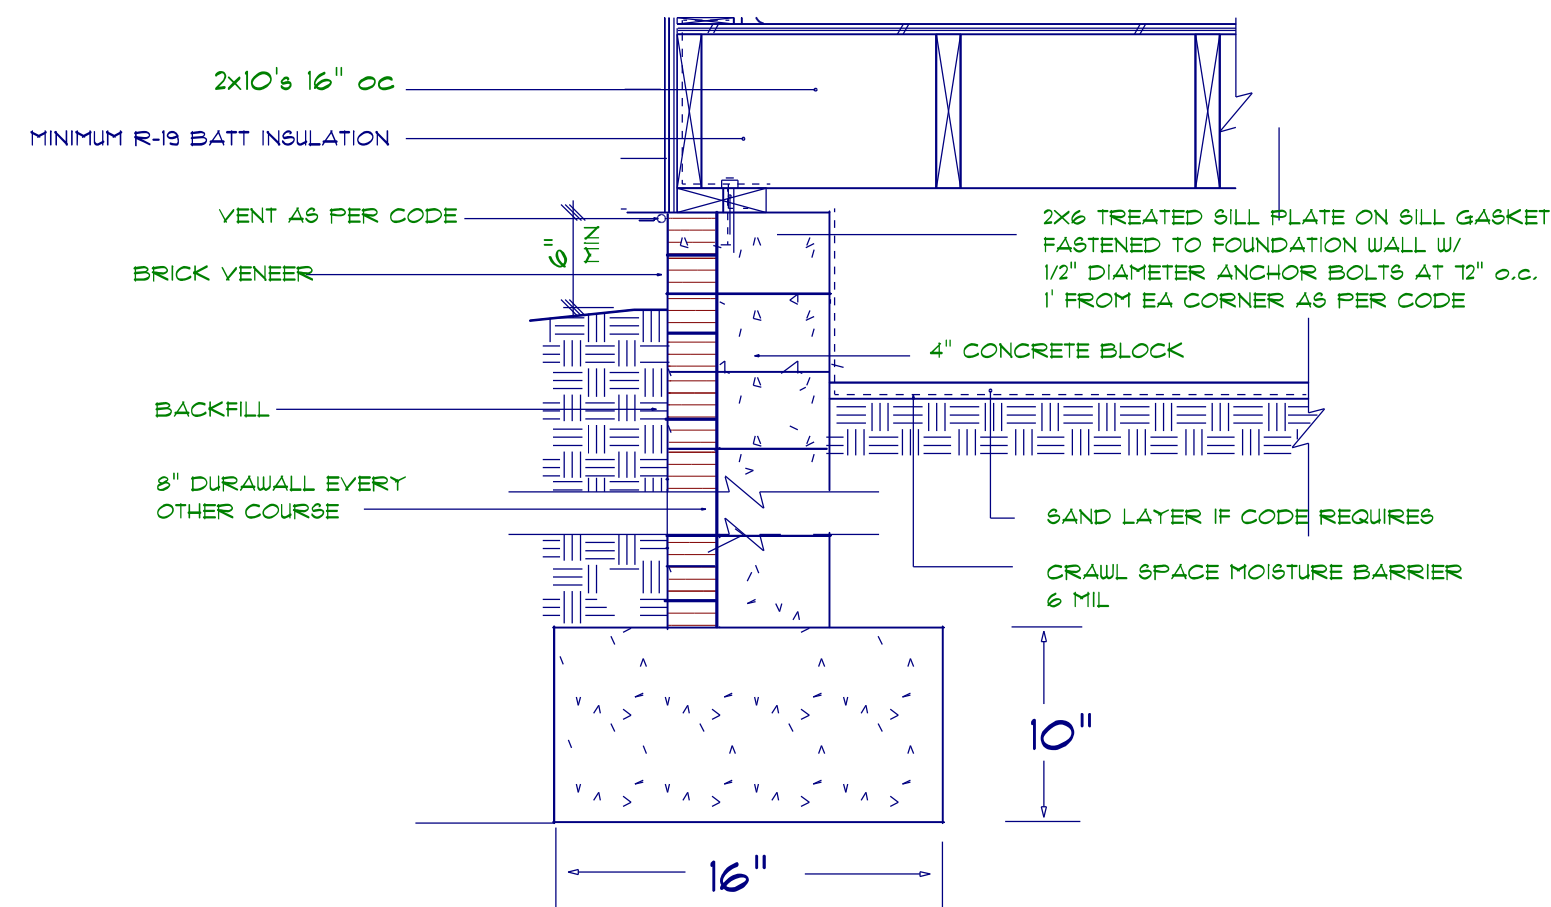 2x10's 16" oc
MINIMUM R-19 BATT INSULATION
VENT AS PER CODE
6" MIN
BRICK VENEER
2X6 TREATED SILL PLATE ON SILL GASKET
FASTENED TO FOUNDATION WALL W/
1/2" DIAMETER ANCHOR BOLTS AT 72" o.c.
1' FROM EA CORNER AS PER CODE
4" CONCRETE BLOCK
BACKFILL
8" DURAWALL EVERY
OTHER COURSE
SAND LAYER IF CODE REQUIRES
CRAWL SPACE MOISTURE BARRIER
6 MIL
10"
16"